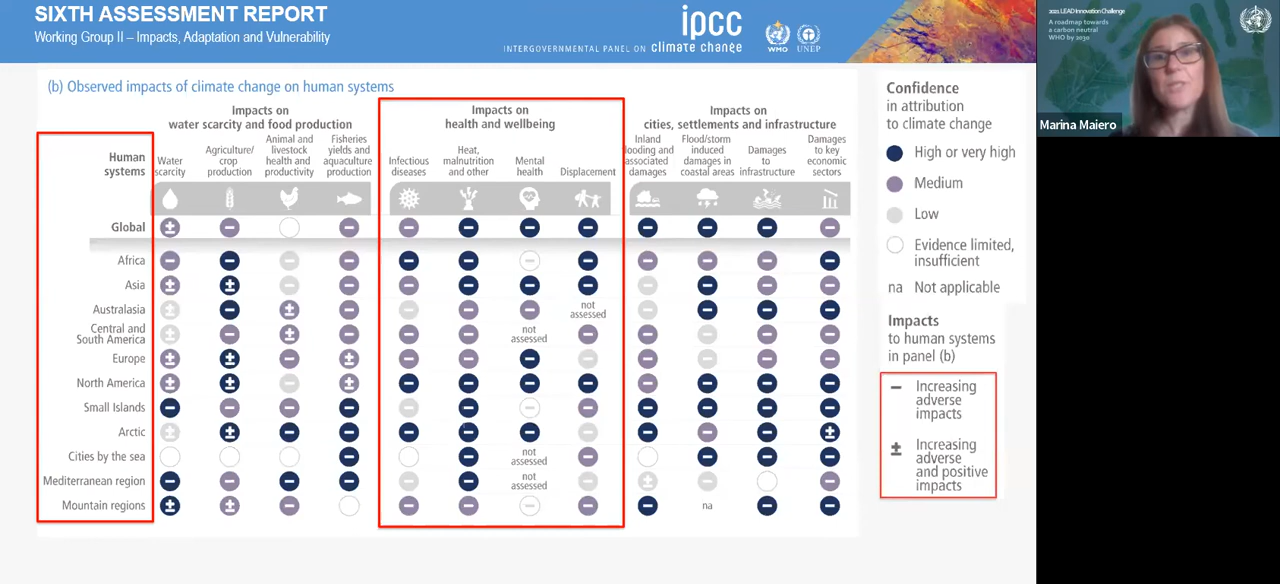 SIXTH ASSESSMENT REPORT
Working Group II – Impacts, Adaptation and Vulnerability
ipcc
INTERGOVERNMENTAL PANEL ON climate change
WMO
UNEP
2021 LEAD Innovation Challenge
A roadmap towards
a carbon neutral
WHO by 2030
Marina Maiero
(b) Observed impacts of climate change on human systems
Impacts on
water scarcity and food production
Impacts on
health and wellbeing
Impacts on
cities, settlements and infrastructure
Human
systems
Water
scarcity
Agriculture/
crop
production
Animal and
livestock
health and
productivity
Fisheries
yields and
aquaculture
production
Infectious
diseases
Heat,
malnutrition
and other
Mental
health
Displacement
Inland
flooding and
associated
damages
Flood/storm
induced
damages in
coastal areas
Damages
to
infrastructure
Damages
to key
economic
sectors
Global
Africa
Asia
Australasia
not
assessed
Central and
South America
not
assessed
Europe
North America
Small Islands
Arctic
Cities by the sea
not
assessed
Mediterranean region
not
assessed
Mountain regions
na
Confidence
in attribution
to climate change
High or very high
Medium
Low
Evidence limited,
insufficient
na Not applicable
Impacts
to human systems
in panel (b)
− Increasing
adverse
impacts
± Increasing
adverse
and positive
impacts